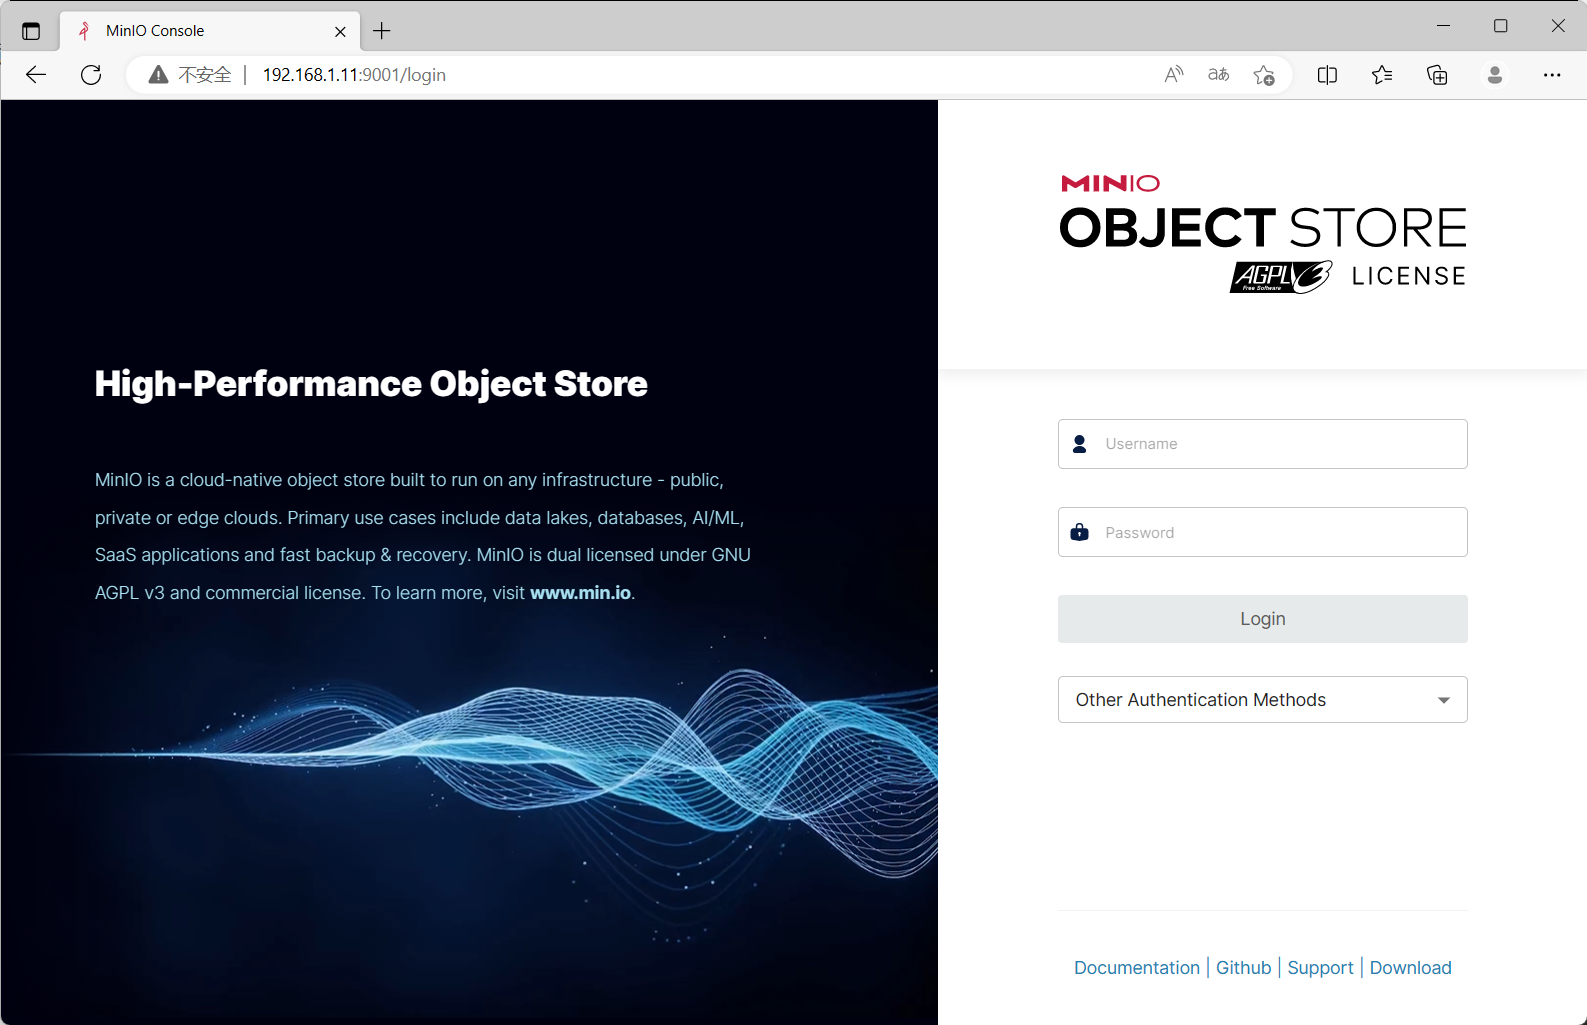 MinIO Console
不安全
192.168.1.11:9001/login
High-Performance Object Store
MinIO is a cloud-native object store built to run on any infrastructure - public,
private or edge clouds. Primary use cases include data lakes, databases, AI/ML,
SaaS applications and fast backup & recovery. MinIO is dual licensed under GNU
AGPL v3 and commercial license. To learn more, visit www.min.io.
MINIO
OBJECT STORE
AGPLv3 LICENSE
Free Software
Username
Password
Login
Other Authentication Methods
Documentation | Github | Support | Download